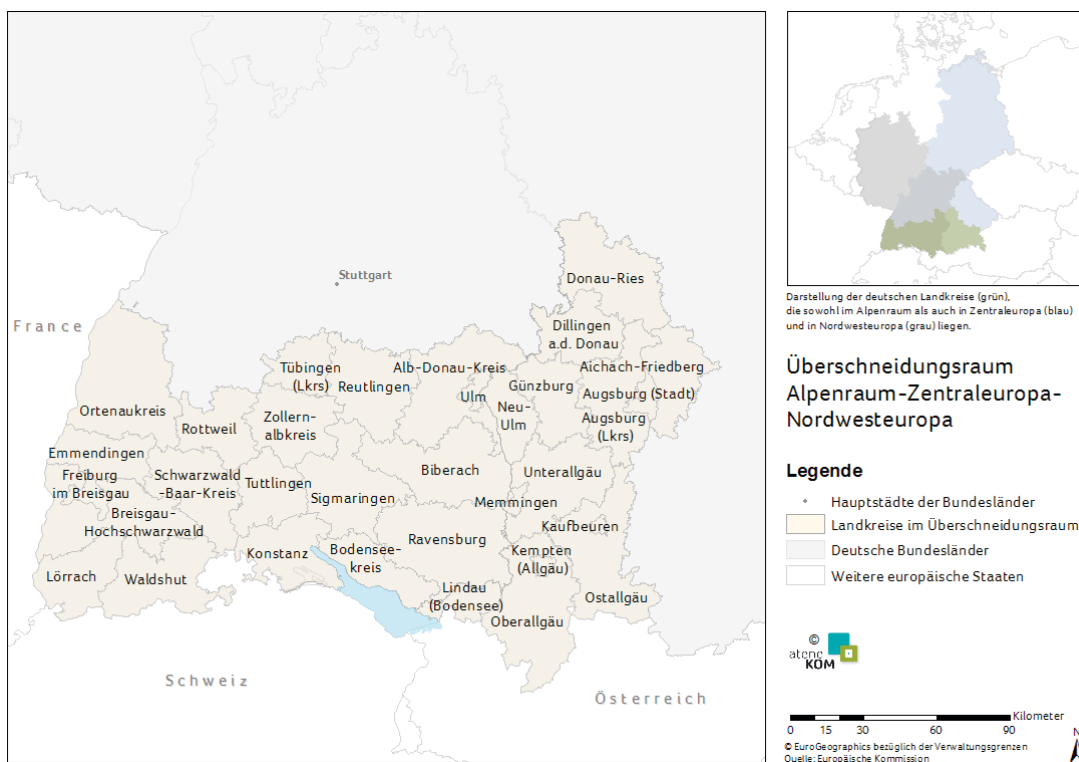 Stuttgart
France
Donau-Ries
Dillingen
a.d. Donau
Tübingen
(Lkrs)
Reutlingen
Alb-Donau-Kreis
Ulm
Neu-
Ulm
Günzburg
Aichach-Friedberg
Augsburg (Stadt)
Augsburg
(Lkrs)
Ortenaukreis
Rottweil
Zollern-
albkreis
Emmendingen
Freiburg
im Breisgau
Schwarzwald
-Baar-Kreis
Tuttlingen
Sigmaringen
Biberach
Unterallgäu
Memmingen
Breisgau-
Hochschwarzwald
Kaufbeuren
Konstanz
Bodensee-
kreis
Ravensburg
Kempten
(Allgäu)
Lörrach
Waldshut
Lindau
(Bodensee)
Ostallgäu
Oberallgäu
Schweiz
Österreich
Darstellung der deutschen Landkreise (grün),
die sowohl im Alpenraum als auch in Zentraleuropa (blau)
und in Nordwesteuropa (grau) liegen.
Überschneidungsraum
Alpenraum-Zentraleuropa-
Nordwesteuropa
Legende
Hauptstädte der Bundesländer
Landkreise im Überschneidungsraum
Deutsche Bundesländer
Weitere europäische Staaten
©
atene
KOM
Kilometer
0 15 30 60 90
N
© EuroGeographics bezüglich der Verwaltungsgrenzen
Quelle: Europäische Kommission